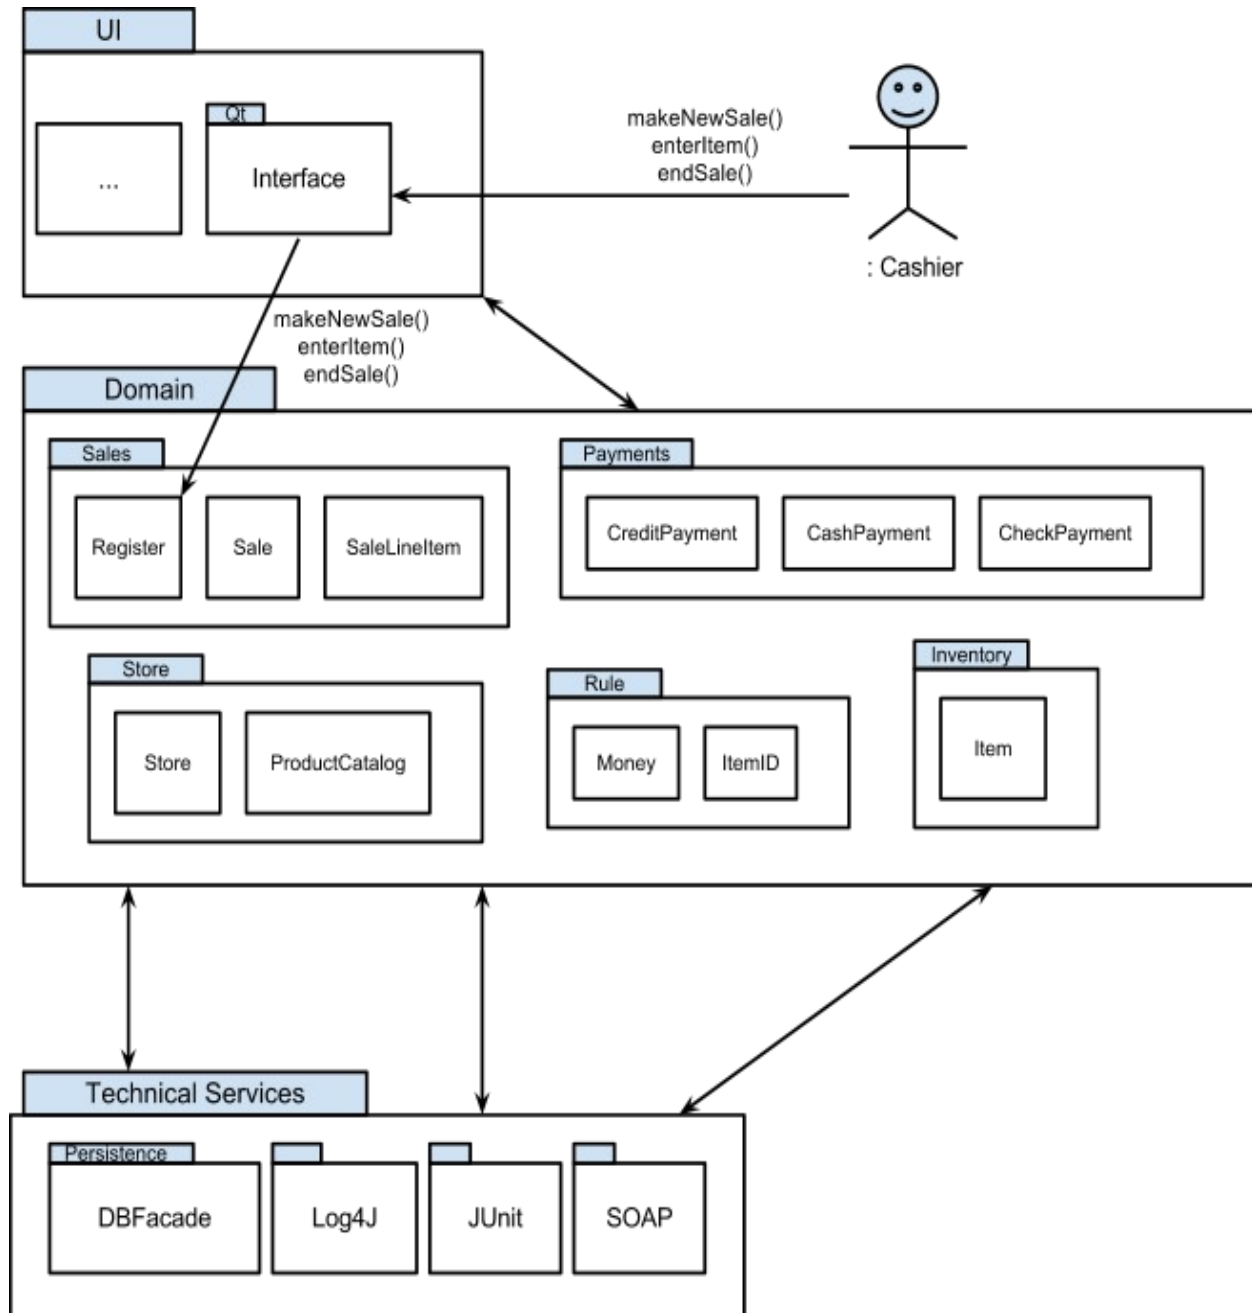 UI
Qt
...
Interface
makeNewSale()
enterItem()
endSale()
: Cashier
makeNewSale()
enterItem()
endSale()
Domain
Sales
Register
Sale
SaleLineItem
Payments
CreditPayment
CashPayment
CheckPayment
Store
Store
ProductCatalog
Rule
Money
ItemID
Inventory
Item
Technical Services
Persistence
DBFacade
Log4J
JUnit
SOAP